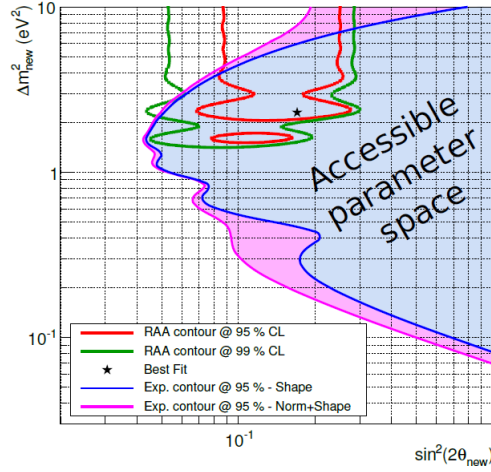 Δm²new (eV²)
10
1
10⁻¹
Accessible
parameter
space
RAA contour @ 95 % CL
RAA contour @ 99 % CL
Best Fit
Exp. contour @ 95 % - Shape
Exp. contour @ 95 % - Norm+Shape
10⁻¹
sin²(2θnew)